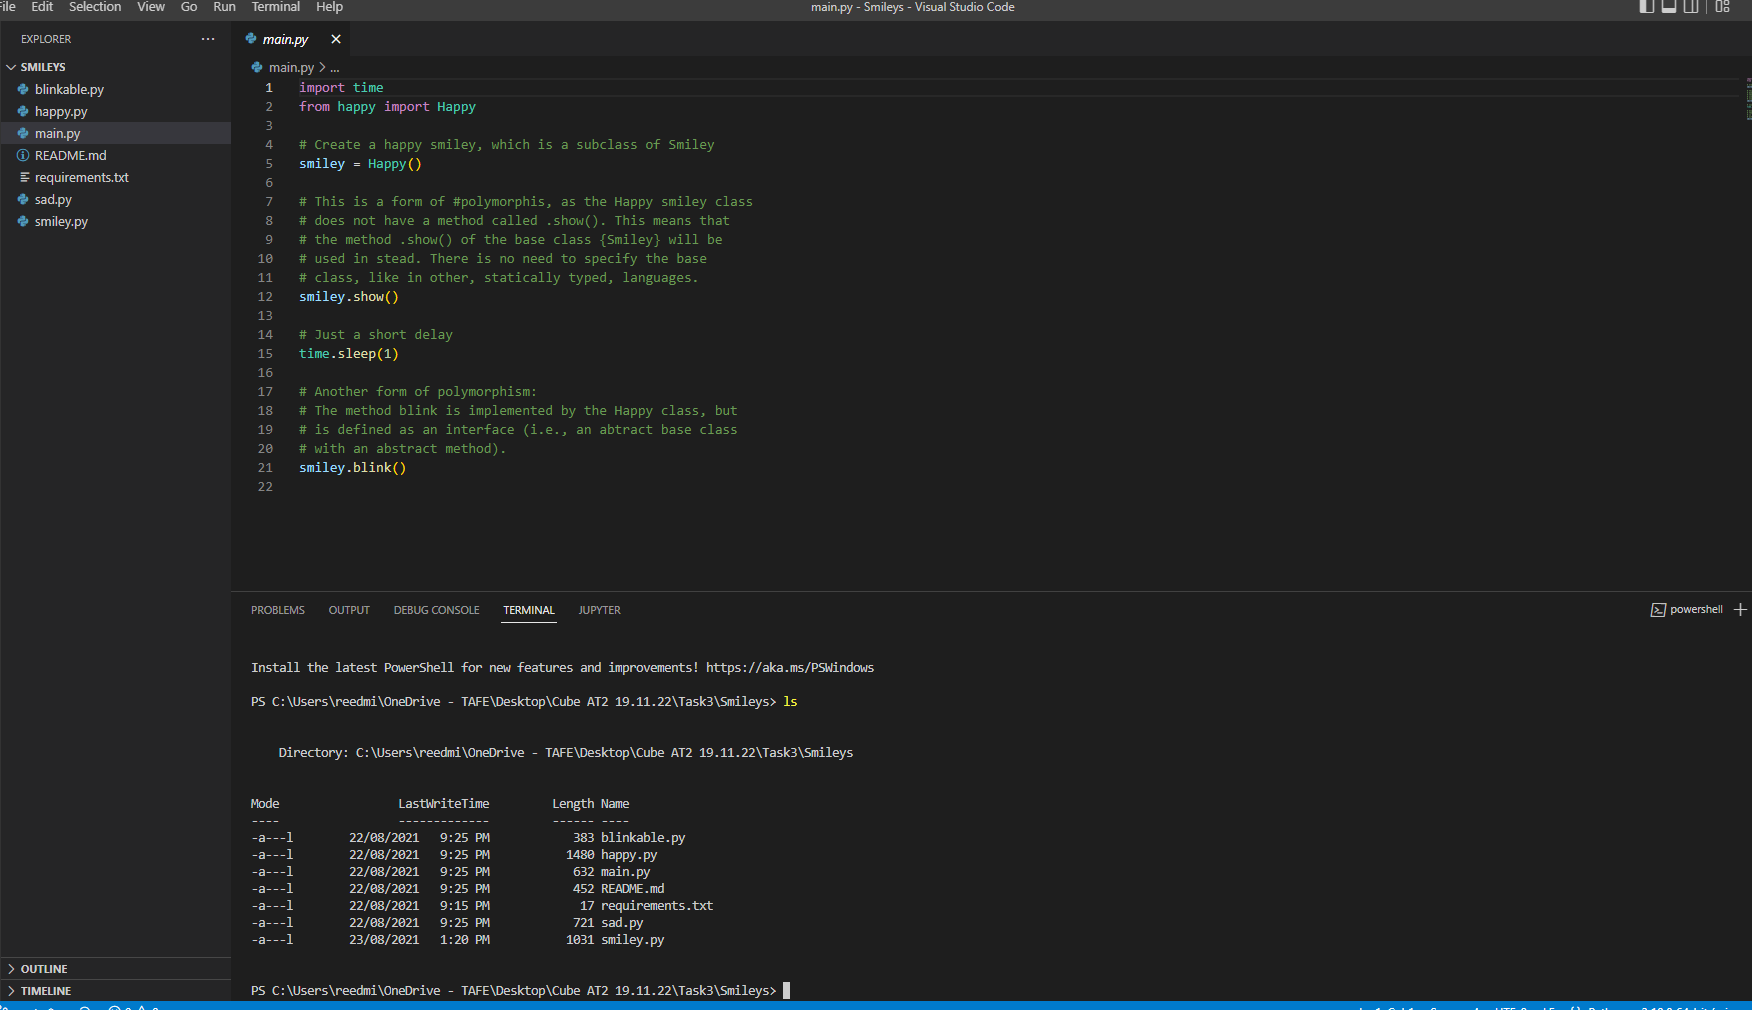 File Edit Selection View Go Run Terminal Help
main.py - Smileys - Visual Studio Code
EXPLORER
SMILEYS
blinkable.py
happy.py
main.py
README.md
requirements.txt
sad.py
smiley.py
OUTLINE
TIMELINE
main.py
main.py > ...
1 import time
2 from happy import Happy
3
4 # Create a happy smiley, which is a subclass of Smiley
5 smiley = Happy()
6
7 # This is a form of #polymorphis, as the Happy smiley class
8 # does not have a method called .show(). This means that
9 # the method .show() of the base class {Smiley} will be
10 # used in stead. There is no need to specify the base
11 # class, like in other, statically typed, languages.
12 smiley.show()
13
14 # Just a short delay
15 time.sleep(1)
16
17 # Another form of polymorphism:
18 # The method blink is implemented by the Happy class, but
19 # is defined as an interface (i.e., an abtract base class
20 # with an abstract method).
21 smiley.blink()
22
PROBLEMS OUTPUT DEBUG CONSOLE TERMINAL JUPYTER
powershell
Install the latest PowerShell for new features and improvements! https://aka.ms/PSWindows
PS C:\Users\reedmi\OneDrive - TAFE\Desktop\Cube AT2 19.11.22\Task3\Smileys> ls
Directory: C:\Users\reedmi\OneDrive - TAFE\Desktop\Cube AT2 19.11.22\Task3\Smileys
Mode LastWriteTime Length Name
---- ------------- ------ ----
-a---l 22/08/2021 9:25 PM 383 blinkable.py
-a---l 22/08/2021 9:25 PM 1480 happy.py
-a---l 22/08/2021 9:25 PM 632 main.py
-a---l 22/08/2021 9:25 PM 452 README.md
-a---l 22/08/2021 9:15 PM 17 requirements.txt
-a---l 22/08/2021 9:25 PM 721 sad.py
-a---l 23/08/2021 1:20 PM 1031 smiley.py
PS C:\Users\reedmi\OneDrive - TAFE\Desktop\Cube AT2 19.11.22\Task3\Smileys>